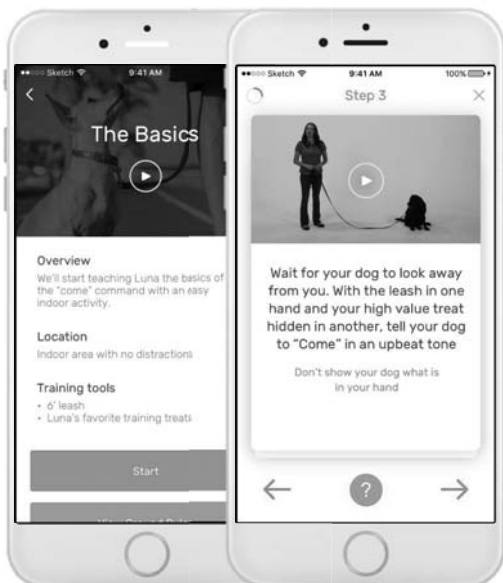 Sketch
9:41 AM
The Basics
Overview
We'll start teaching Luna the basics of
the "come" command with an easy
indoor activity.
Location
Indoor area with no distractions
Training tools
• 6' leash
• Luna's favorite training treats
Start
View Ground Rule
Sketch
9:41 AM
100%
Step 3
Wait for your dog to look away
from you. With the leash in one
hand and your high value treat
hidden in another, tell your dog
to “Come” in an upbeat tone
Don't show your dog what is
in your hand
?